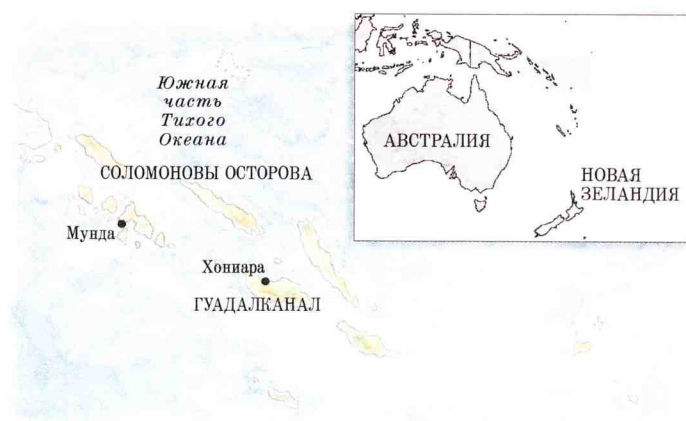 Южная
часть
Тихого
Океана
СОЛОМОНОВЫ ОСТОРОВА
Мунда
Хониара
ГУАДАЛКАНАЛ
АВСТРАЛИЯ
НОВАЯ
ЗЕЛАНДИЯ